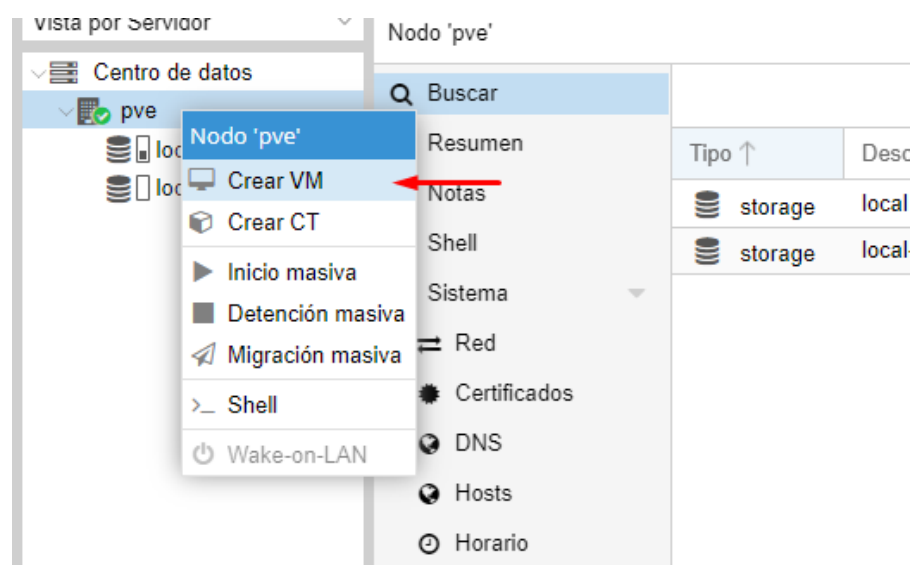 Vista por Servidor
Centro de datos
pve
Nodo 'pve'
Crear VM
Crear CT
Inicio masiva
Detención masiva
Migración masiva
>_ Shell
Wake-on-LAN
Nodo 'pve'
Buscar
Resumen
Notas
Shell
Sistema
Red
Certificados
DNS
Hosts
Horario
Tipo ↑
storage local
storage